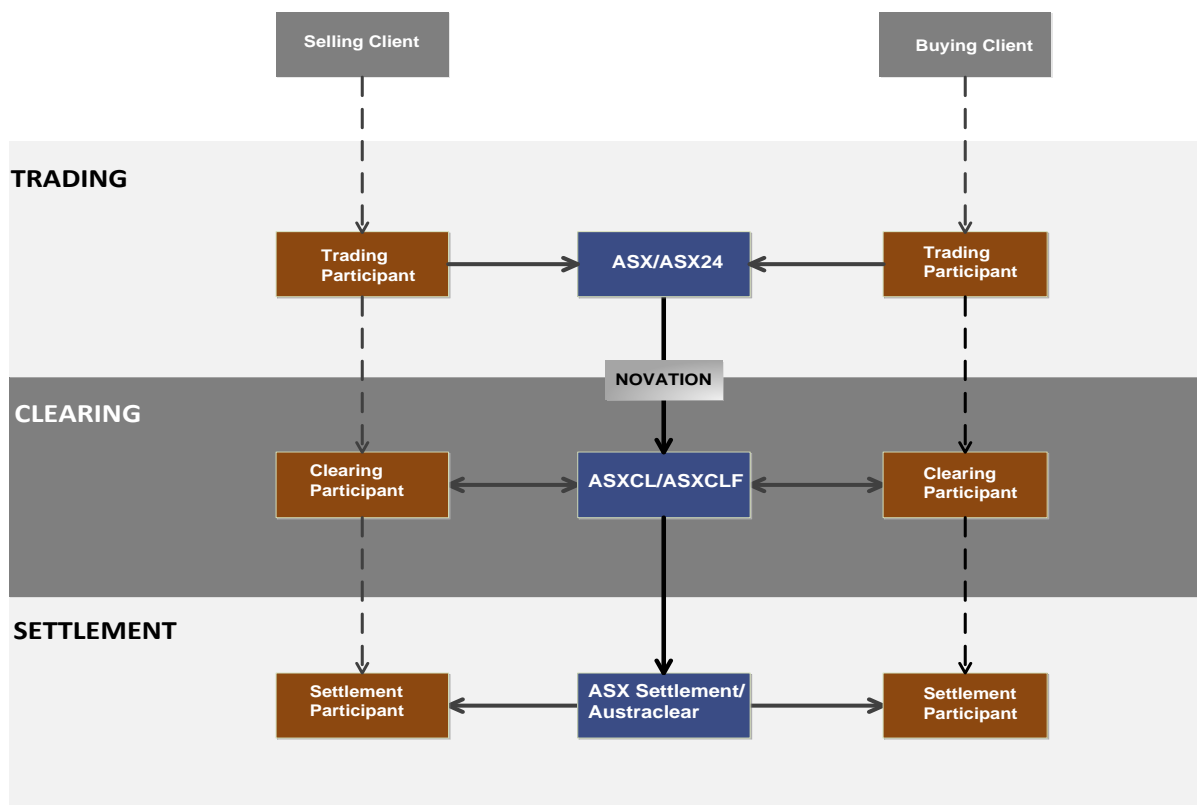 Selling Client
Buying Client
TRADING
Trading
Participant
ASX/ASX24
Trading
Participant
NOVATION
CLEARING
Clearing
Participant
ASXCL/ASXCLF
Clearing
Participant
SETTLEMENT
Settlement
Participant
ASX Settlement/
Austraclear
Settlement
Participant